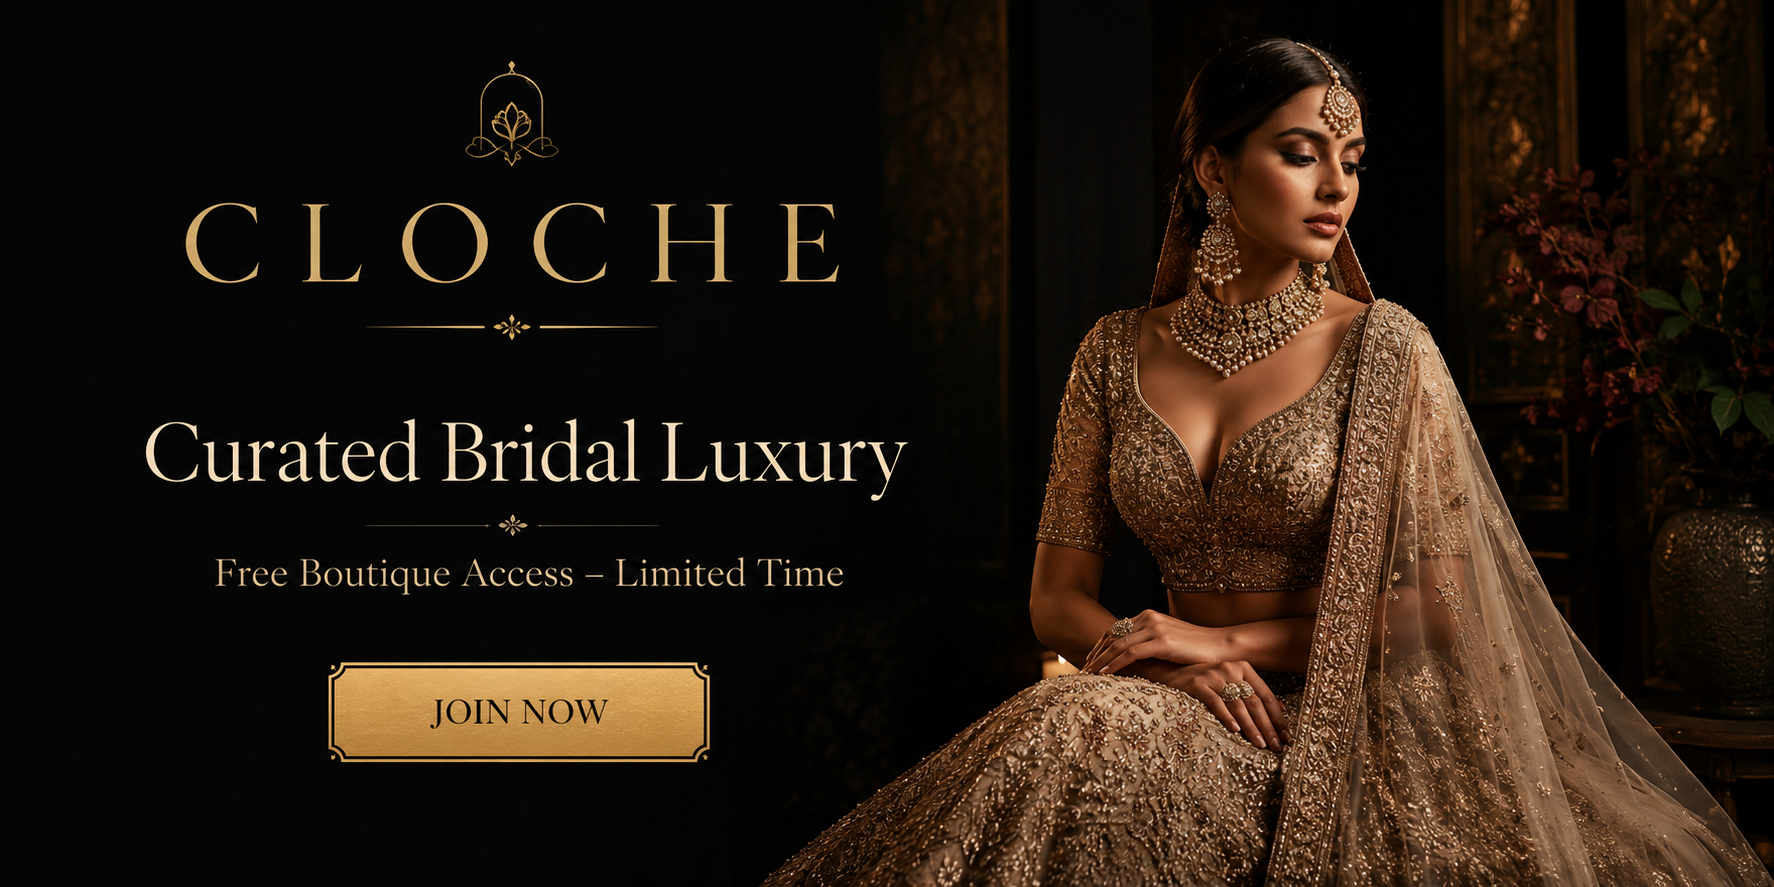 CLOCHE
Curated Bridal Luxury
Free Boutique Access – Limited Time
JOIN NOW